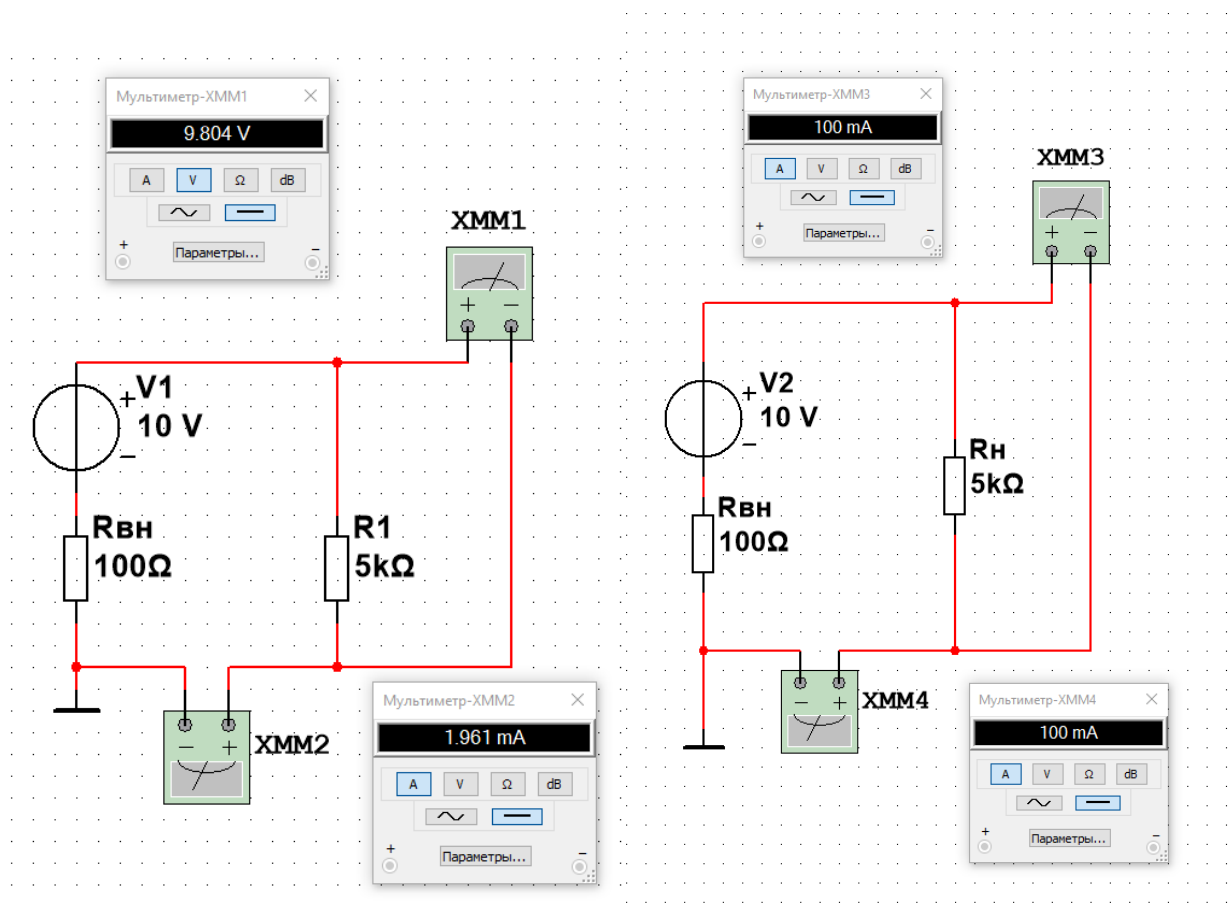 Мультиметр-XMM1
9.804 V
A V Ω dB
+ Параметры... −
XMM1
+ −
+ V1
10 V
−
Rвн
100Ω
R1
5kΩ
− +
XMM2
Мультиметр-XMM2
1.961 mA
A V Ω dB
+ Параметры... −
Мультиметр-XMM3
100 mA
A V Ω dB
+ Параметры... −
XMM3
+ −
+ V2
10 V
−
Rвн
100Ω
Rн
5kΩ
− +
XMM4
Мультиметр-XMM4
100 mA
A V Ω dB
+ Параметры... −